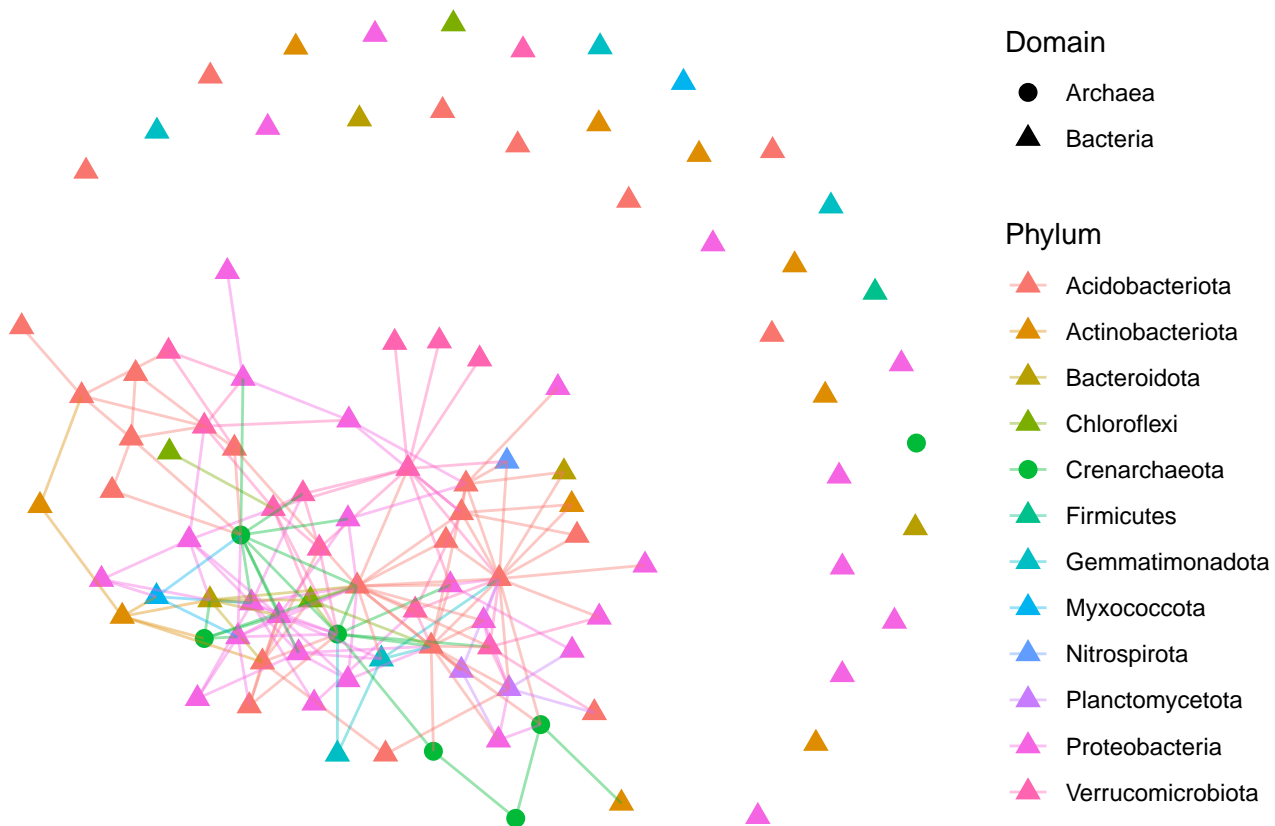 Domain
Archaea
Bacteria
Phylum
Acidobacteriota
Actinobacteriota
Bacteroidota
Chloroflexi
Crenarchaeota
Firmicutes
Gemmatimonadota
Myxococcota
Nitrospirota
Planctomycetota
Proteobacteria
Verrucomicrobiota